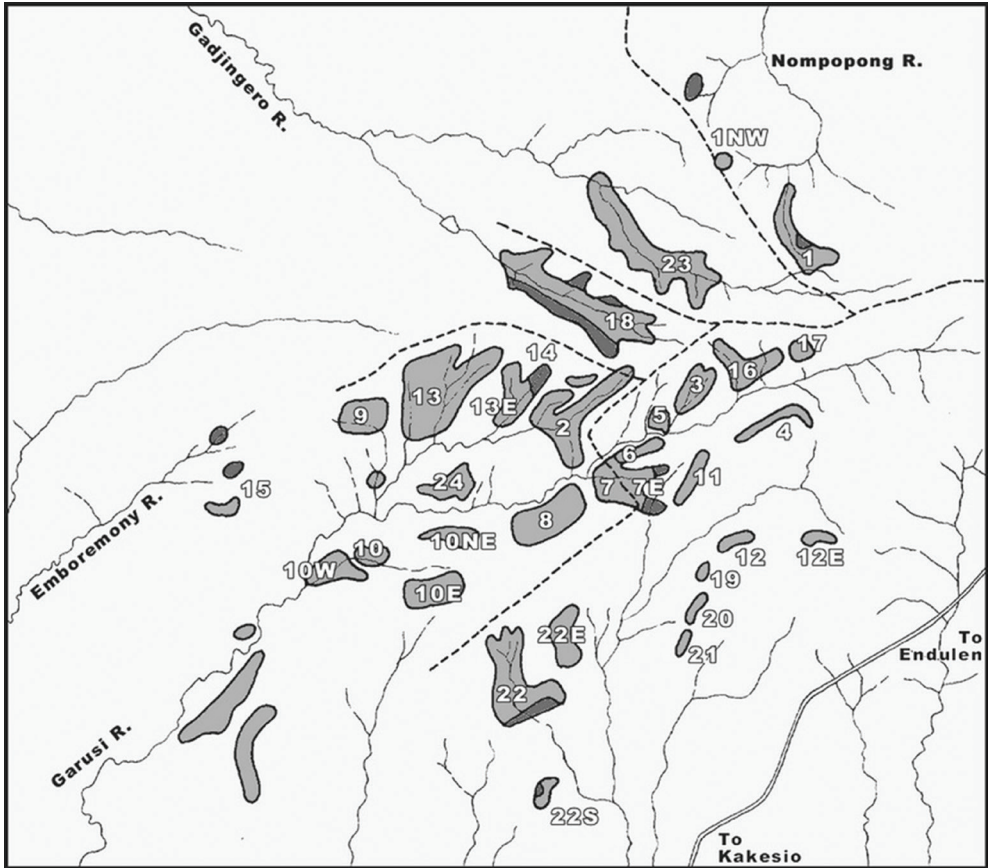 Gadjingero R.
Nompopong R.
1NW
1
23
18
17
16
14
3
13
13E
9
2
5
4
6
24
7
7E
11
15
8
10NE
10
10W
12
12E
Emboremony R.
19
10E
20
22E
21
To
Endulen
22
Garusi R.
22S
To
Kakesio